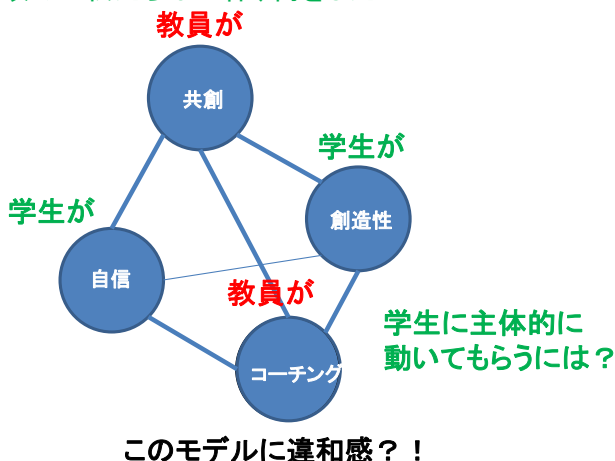 教員が
共創
学生が
創造性
学生が
自信
教員が
コーチング
学生に主体的に
動いてもらうには？
このモデルに違和感？！